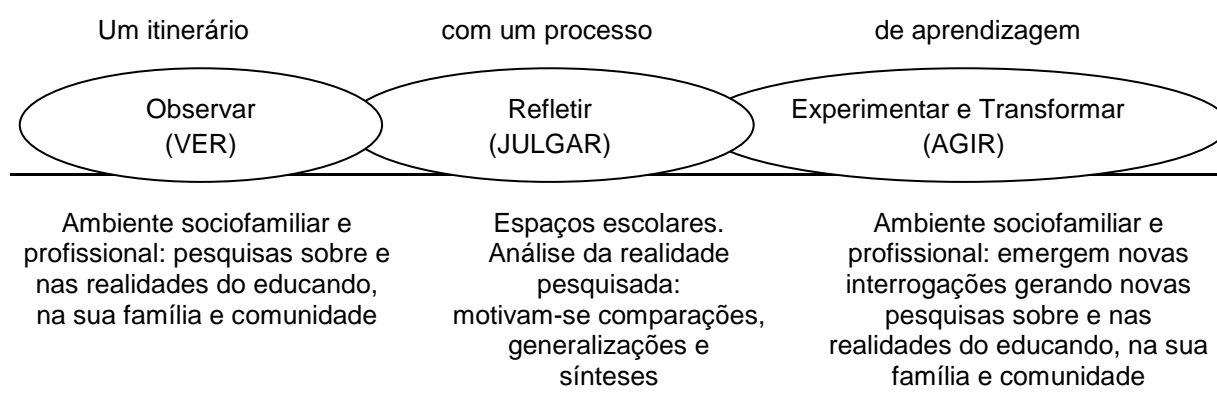 Um itinerário com um processo de aprendizagem
Observar
(VER)
Refletir
(JULGAR)
Experimentar e Transformar
(AGIR)
Ambiente sociofamiliar e
profissional: pesquisas sobre e
nas realidades do educando,
na sua família e comunidade
Espaços escolares.
Análise da realidade
pesquisada:
motivam-se comparações,
generalizações e
sínteses
Ambiente sociofamiliar e
profissional: emergem novas
interrogações gerando novas
pesquisas sobre e nas
realidades do educando, na sua
família e comunidade